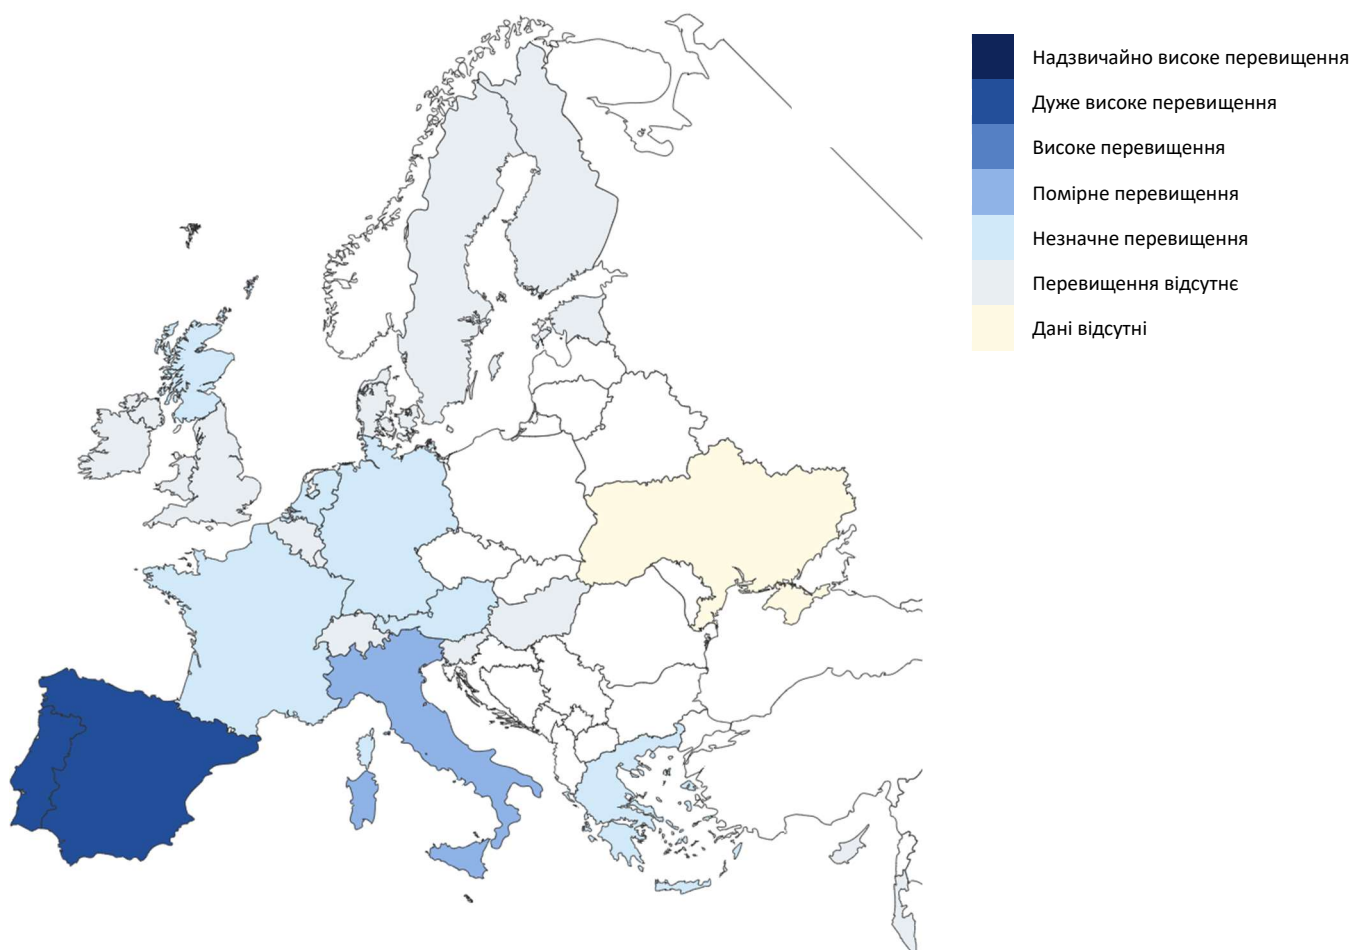 Надзвичайно високе перевищення
Дуже високе перевищення
Високе перевищення
Помірне перевищення
Незначне перевищення
Перевищення відсутнє
Дані відсутні